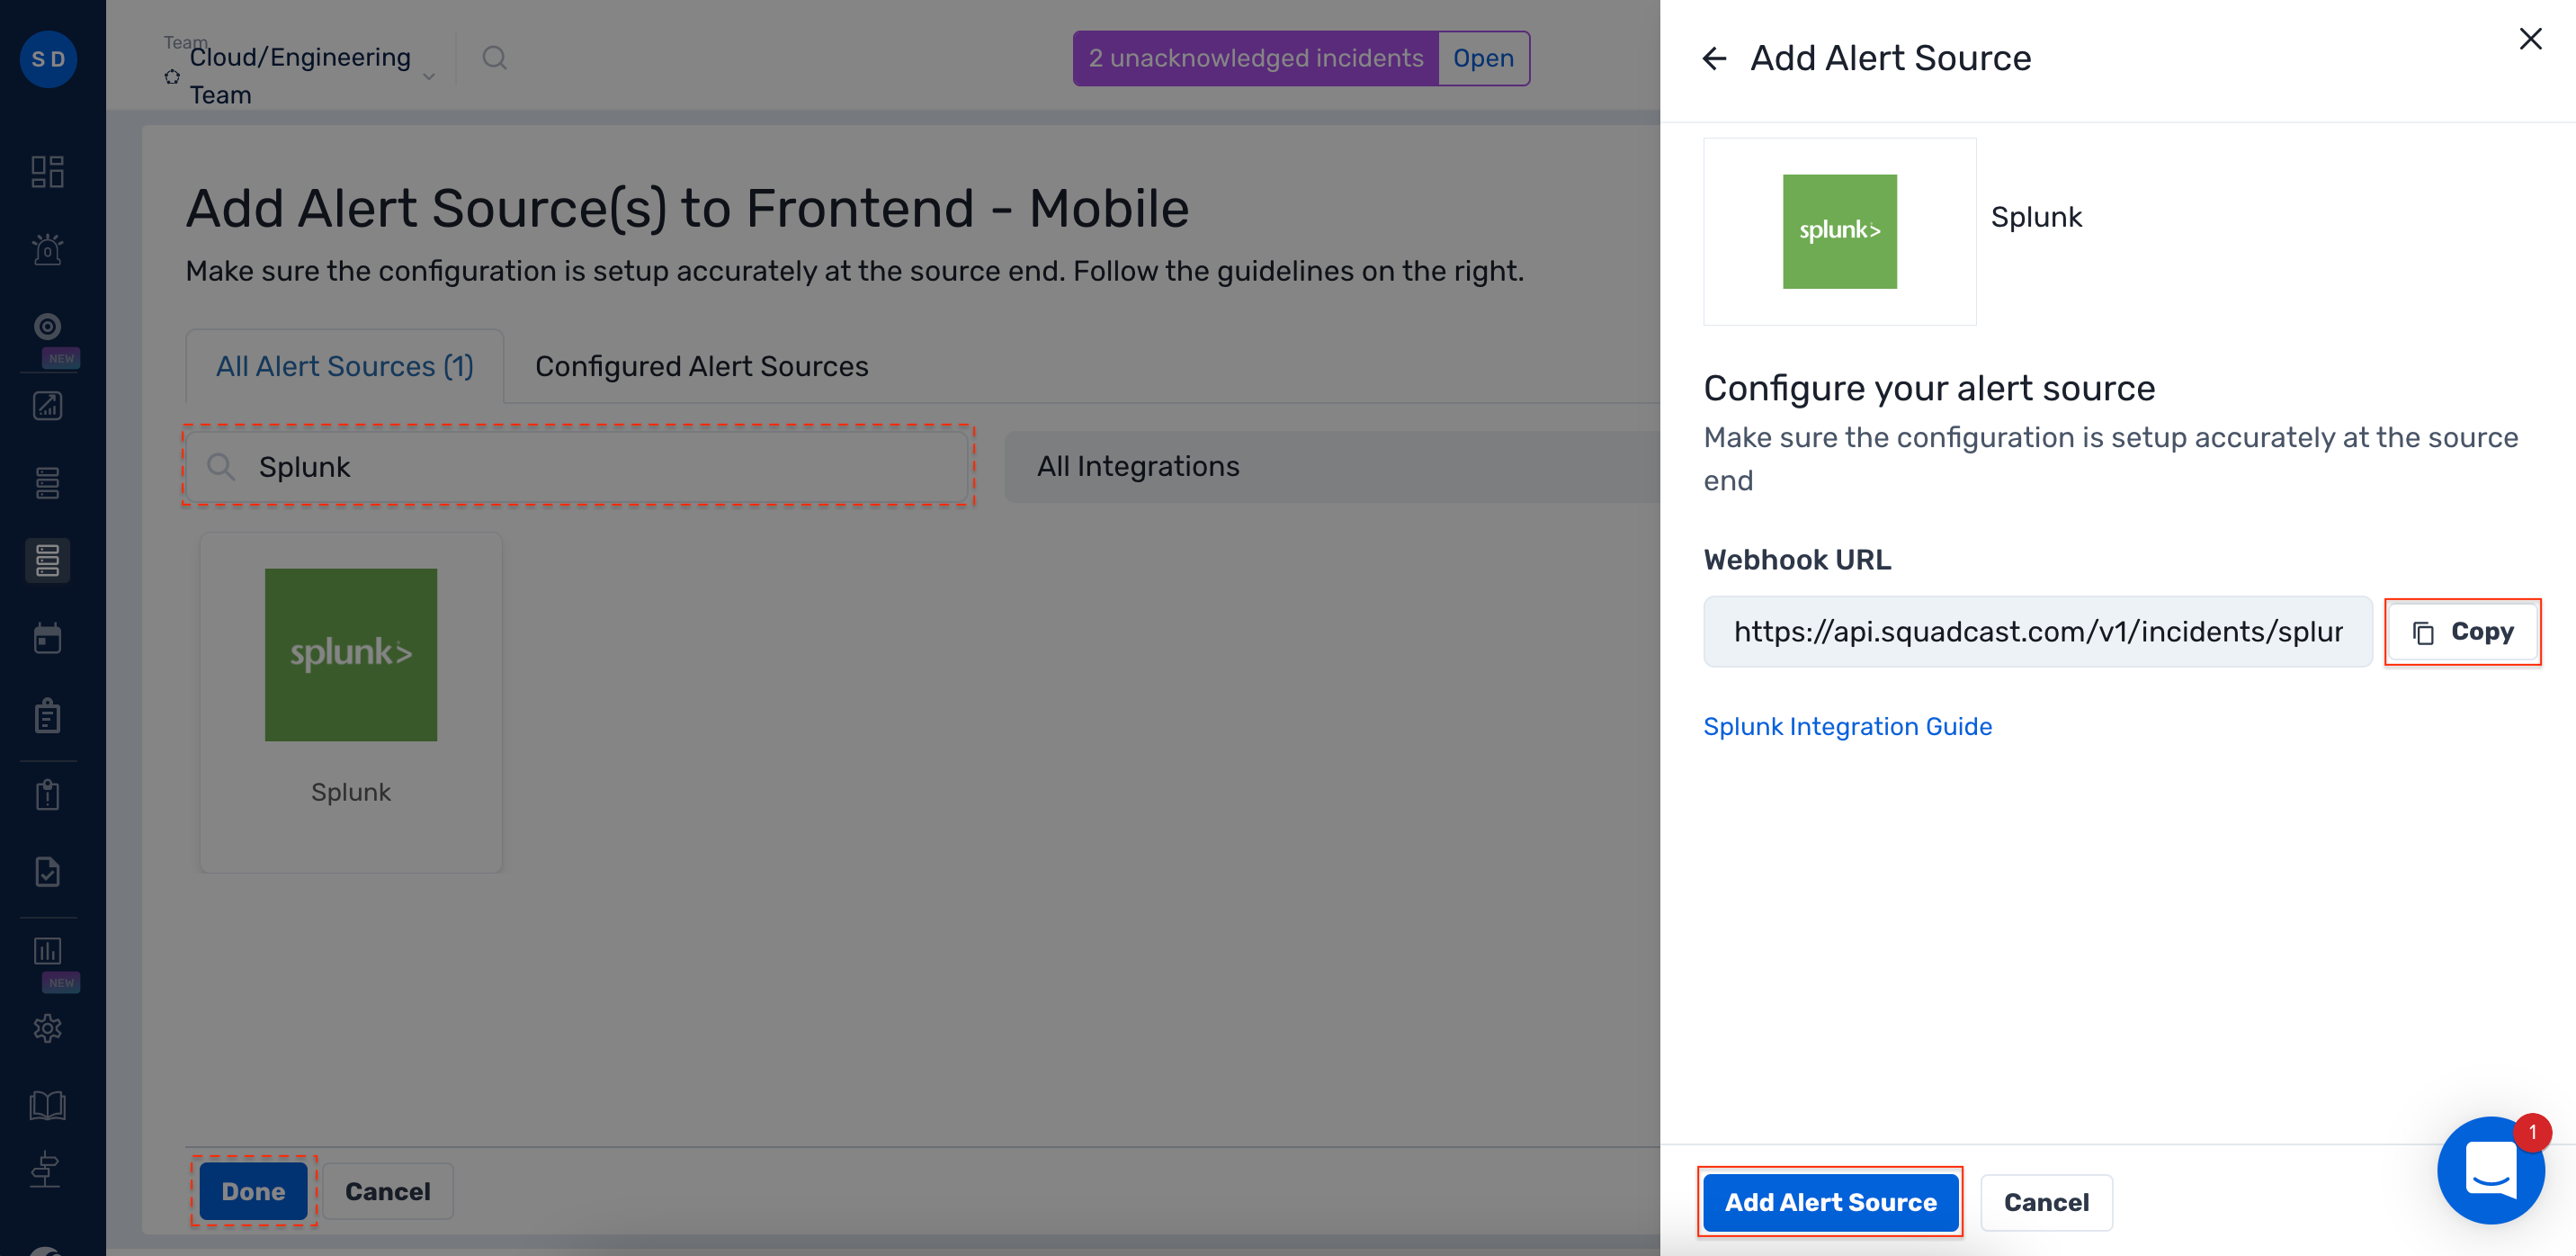 S D
Team
Cloud/Engineering
Team
2 unacknowledged incidents
Open
0
NEW
NEW
Add Alert Source(s) to Frontend - Mobile
Make sure the configuration is setup accurately at the source end. Follow the guidelines on the right.
All Alert Sources (1)
Configured Alert Sources
Splunk
All Integrations
splunk>
Splunk
Done
Cancel
Add Alert Source
splunk>
Splunk
Configure your alert source
Make sure the configuration is setup accurately at the source
end
Webhook URL
https://api.squadcast.com/v1/incidents/splun
Copy
Splunk Integration Guide
Add Alert Source
Cancel
1